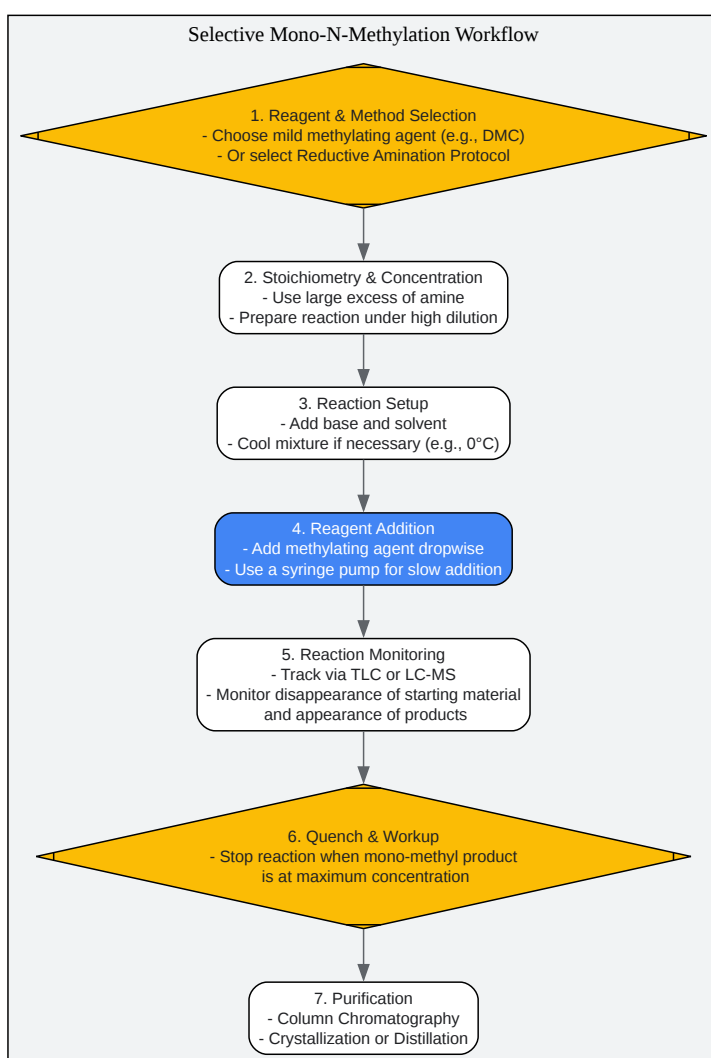 Selective Mono-N-Methylation Workflow
1. Reagent & Method Selection
- Choose mild methylating agent (e.g., DMC)
- Or select Reductive Amination Protocol
2. Stoichiometry & Concentration
- Use large excess of amine
- Prepare reaction under high dilution
3. Reaction Setup
- Add base and solvent
- Cool mixture if necessary (e.g., 0°C)
4. Reagent Addition
- Add methylating agent dropwise
- Use a syringe pump for slow addition
5. Reaction Monitoring
- Track via TLC or LC-MS
- Monitor disappearance of starting material
and appearance of products
6. Quench & Workup
- Stop reaction when mono-methyl product
is at maximum concentration
7. Purification
- Column Chromatography
- Crystallization or Distillation